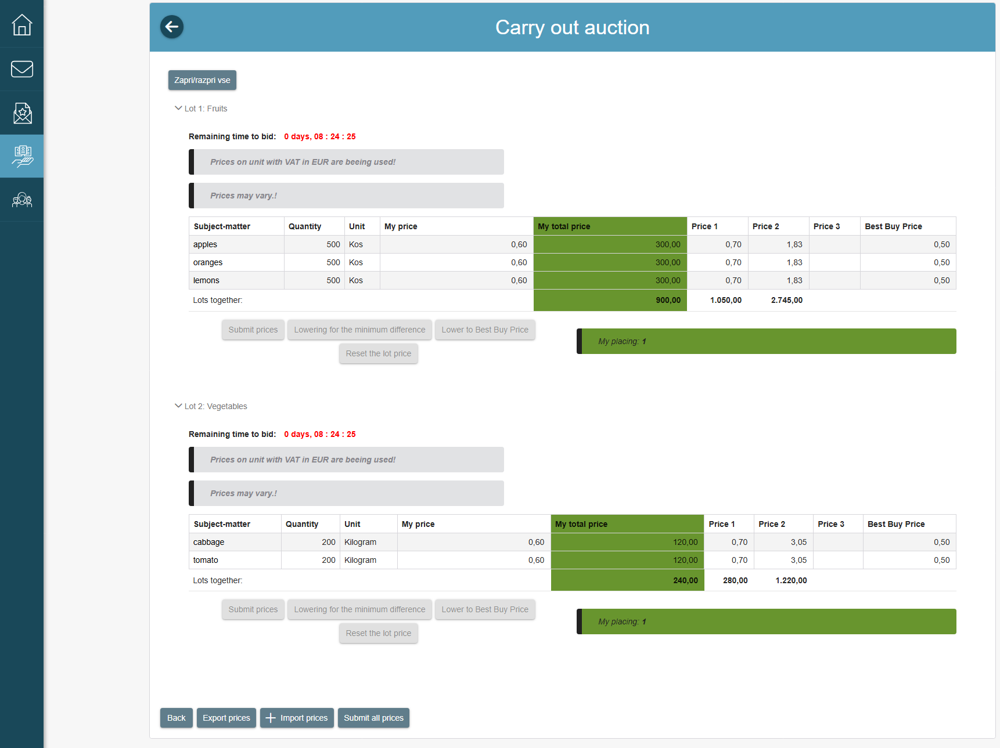 Carry out auction
Zapri/razpri vse
Lot 1: Fruits
Remaining time to bid: 0 days, 08 : 24 : 25
Prices on unit with VAT in EUR are beeing used!
Prices may vary.!
Subject-matter Quantity Unit My price My total price Price 1 Price 2 Price 3 Best Buy Price
apples 500 Kos 0,60 300,00 0,70 1,83 0,50
oranges 500 Kos 0,60 300,00 0,70 1,83 0,50
lemons 500 Kos 0,60 300,00 0,70 1,83 0,50
Lots together: 900,00 1.050,00 2.745,00
Submit prices Lowering for the minimum difference Lower to Best Buy Price
My placing: 1
Reset the lot price
Lot 2: Vegetables
Remaining time to bid: 0 days, 08 : 24 : 25
Prices on unit with VAT in EUR are beeing used!
Prices may vary.!
Subject-matter Quantity Unit My price My total price Price 1 Price 2 Price 3 Best Buy Price
cabbage 200 Kilogram 0,60 120,00 0,70 3,05 0,50
tomato 200 Kilogram 0,60 120,00 0,70 3,05 0,50
Lots together: 240,00 280,00 1.220,00
Submit prices Lowering for the minimum difference Lower to Best Buy Price
My placing: 1
Reset the lot price
Back Export prices Import prices Submit all prices